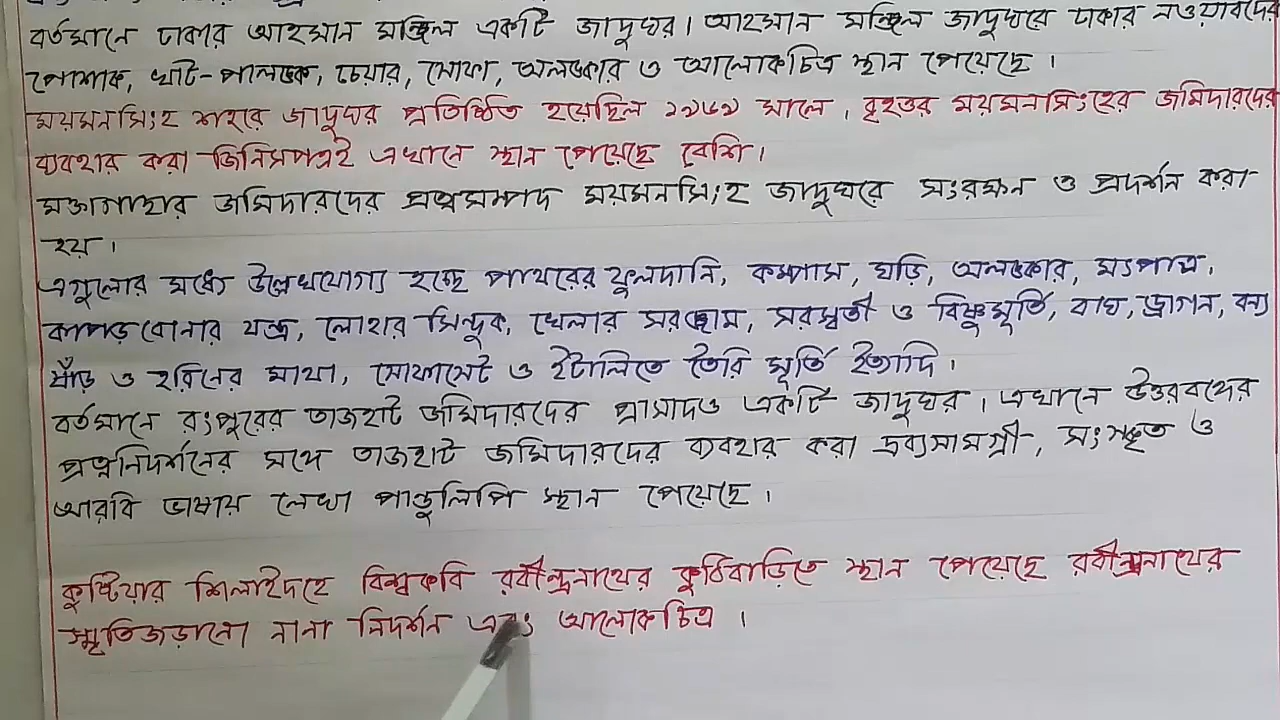 বর্তমানে ঢাকার আহসান মঞ্জিল একটি জাদুঘর। আহসান মঞ্জিল জাদুঘরে ঢাকার নওয়াবদের
পোশাক, খাট-পালঙ্ক, চেয়ার, সোফা, অলঙ্কার ও আলোকচিত্র স্থান পেয়েছে।
ময়মনসিংহ শহরে জাদুঘর প্রতিষ্ঠিত হয়েছিল ১৯৬৯ সালে। বৃহত্তর ময়মনসিংহের জমিদারদের
ব্যবহার করা জিনিসপত্রই এখানে স্থান পেয়েছে বেশি।
মুক্তাগাছার জমিদারদের প্রত্নসম্পদ ময়মনসিংহ জাদুঘরে সংরক্ষন ও প্রদর্শন করা
হয়।
এগুলোর মধ্যে উল্লেখযোগ্য হচ্ছে পাথরের ফুলদানি, কম্পাস, ঘড়ি, অলঙ্কার, মৃৎপাত্র,
কাপড় বোনার যন্ত্র, লোহার সিন্দুক, খেলার সরঞ্জাম, সরস্বতী ও বিষ্ণুমূর্তি, বাঘ, ড্রাগন, বন্য
ষাঁড় ও হরিনের মাথা, সোফাসেট ও ইটালিতে তৈরি মূর্তি ইত্যাদি।
বর্তমানে রংপুরের তাজহাট জমিদারদের প্রাসাদও একটি জাদুঘর। এখানে উত্তরবঙ্গের
প্রত্ননিদর্শনের মধ্যে তাজহাট জমিদারদের ব্যবহার করা দ্রব্যসামগ্রী, সংস্কৃত ও
আরবি ভাষায় লেখা পান্ডুলিপি স্থান পেয়েছে।
কুষ্টিয়ার শিলাইদহে বিশ্বকবি রবীন্দ্রনাথের কুঠিবাড়িতে স্থান পেয়েছে রবীন্দ্রনাথের
স্মৃতিজড়ানো নানা নিদর্শন এবং আলোকচিত্র।